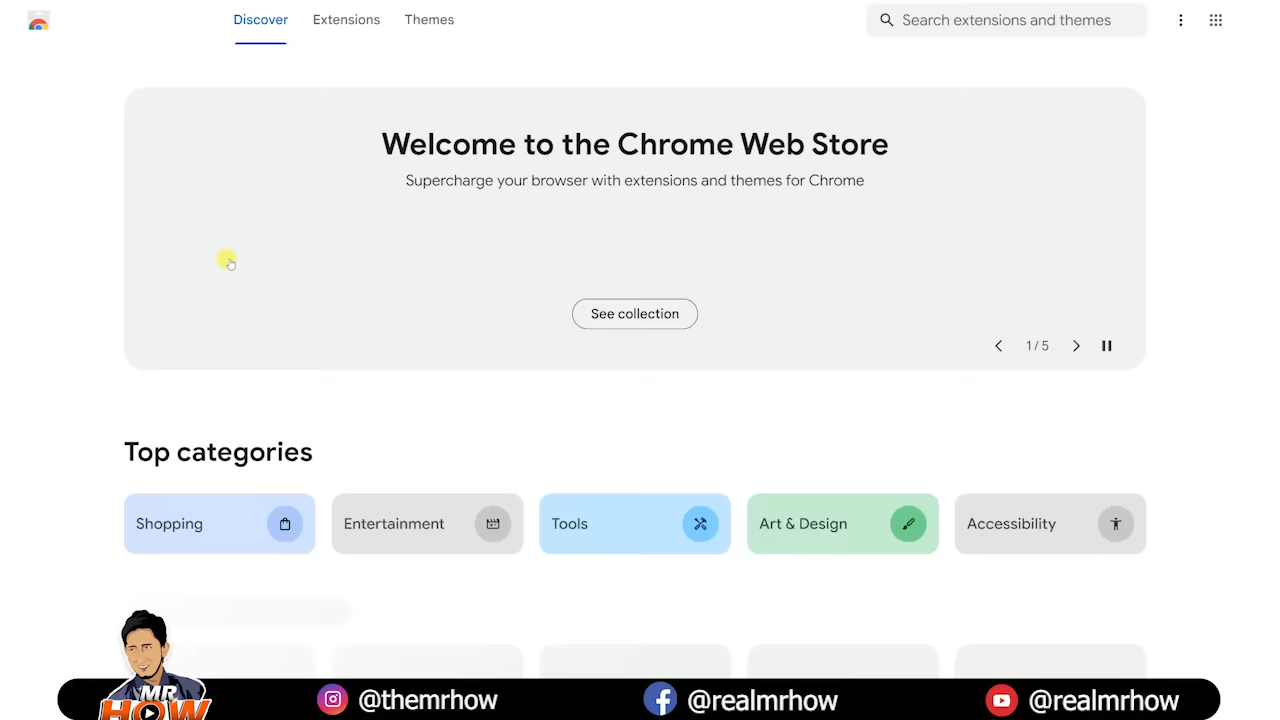 Discover Extensions Themes Search extensions and themes
Welcome to the Chrome Web Store
Supercharge your browser with extensions and themes for Chrome
See collection
1 / 5
Top categories
Shopping Entertainment Tools Art & Design Accessibility
MR
HOW
@themrhow @realmrhow @realmrhow